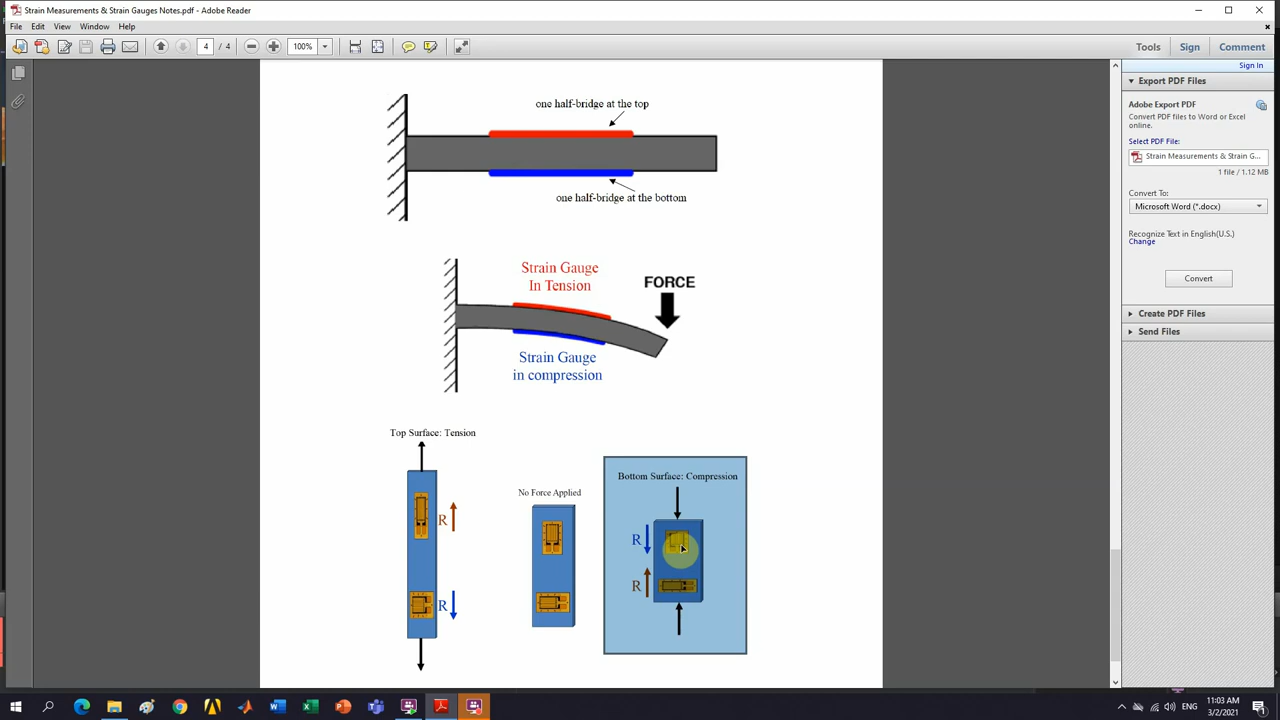 Strain Measurements & Strain Gauges Notes.pdf - Adobe Reader
File Edit View Window Help
4 / 4
100%
Tools Sign Comment
Sign In
Export PDF Files
Adobe Export PDF
Convert PDF files to Word or Excel
online.
Select PDF File:
Strain Measurements & Strain G...
1 file / 1.12 MB
Convert To:
Microsoft Word (*.docx)
Recognize Text in English(U.S.)
Change
Convert
Create PDF Files
Send Files
one half-bridge at the top
one half-bridge at the bottom
Strain Gauge
In Tension
FORCE
Strain Gauge
in compression
Top Surface: Tension
R
R
No Force Applied
Bottom Surface: Compression
R
R
ENG
11:03 AM
3/2/2021